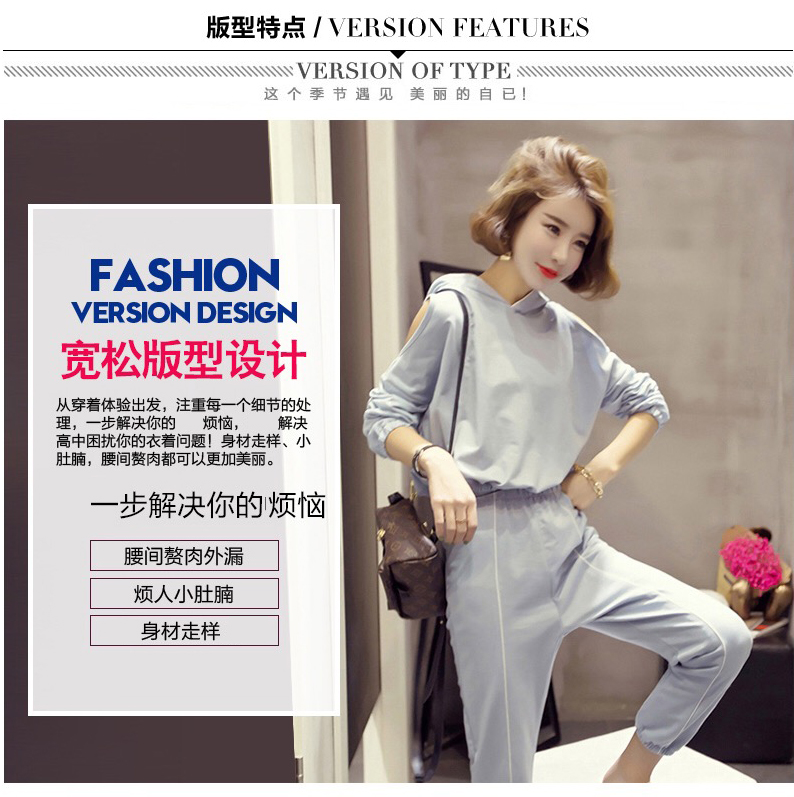 版型特点 / VERSION FEATURES
VERSION OF TYPE
这个季节遇见 美丽的自已！
FASHION
VERSION DESIGN
宽松版型设计
从穿着体验出发，注重每一个细节的处
理，一步解决你的 烦恼， 解决
高中困扰你的衣着问题！身材走样、小
肚腩，腰间赘肉都可以更加美丽。
一步解决你的烦恼
腰间赘肉外漏
烦人小肚腩
身材走样